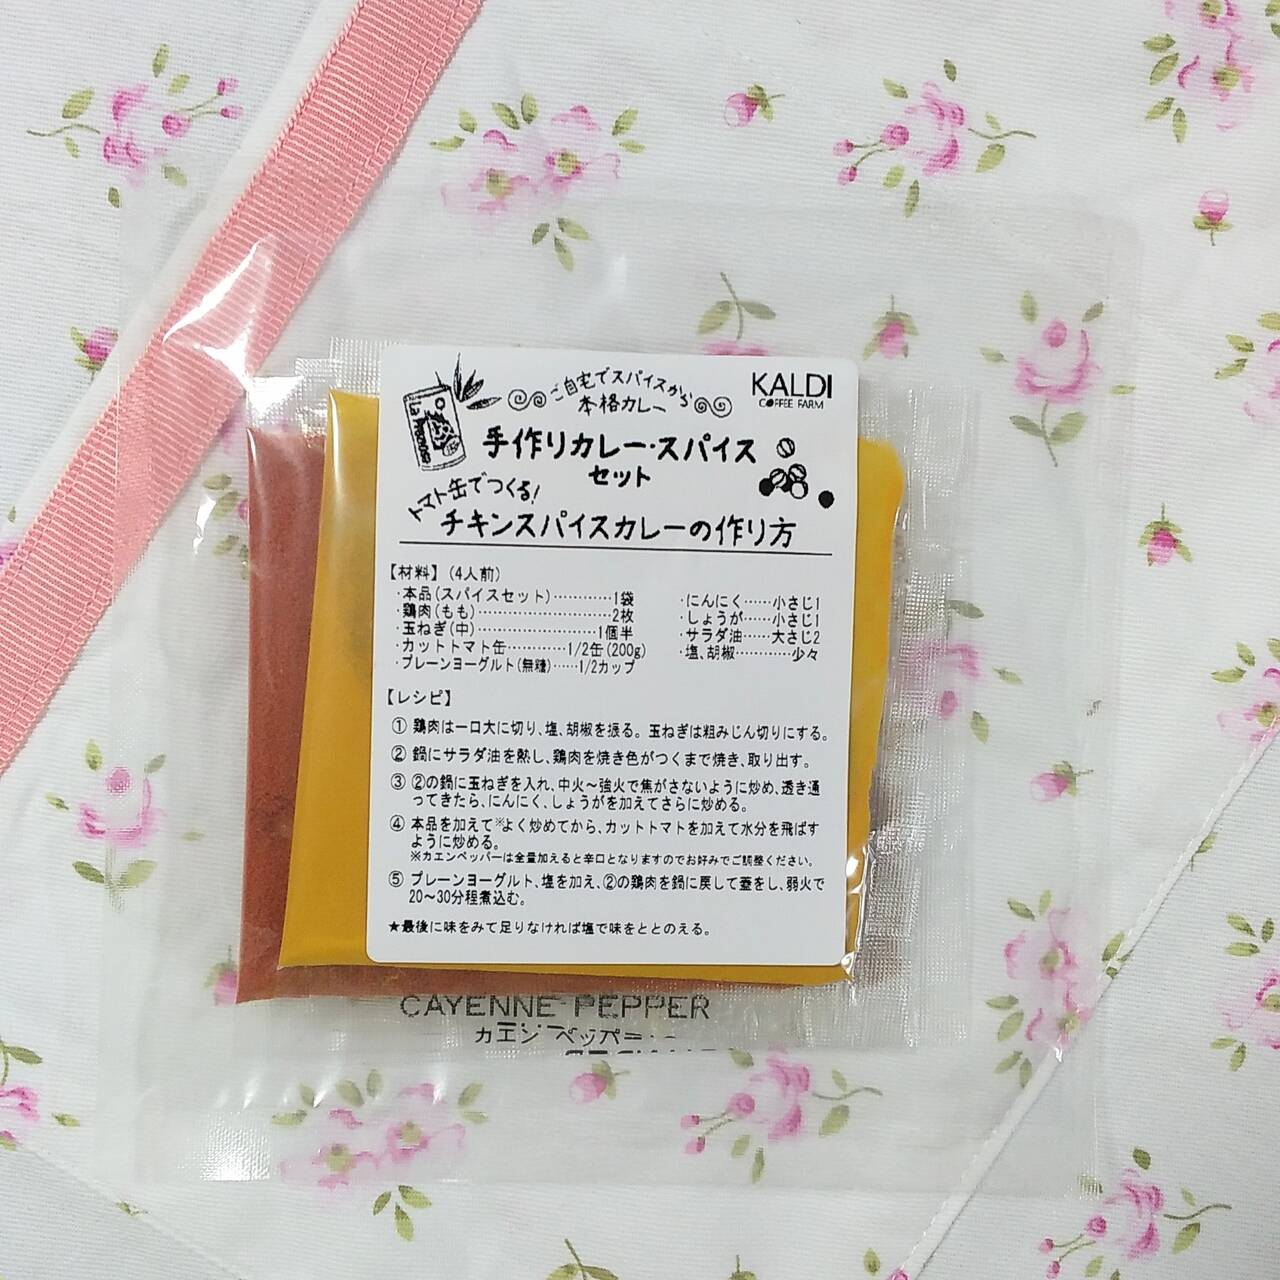 ご自宅でスパイスから
本格カレー
KALDI
COFFEE FARM
手作りカレー・スパイス
セット
トマト缶でつくる!
チキンスパイスカレーの作り方
【材料】(4人前)
・本品(スパイスセット)…………1袋
・鶏肉(もも)……………………2枚
・玉ねぎ(中)…………………1個半
・カットトマト缶…………1/2缶(200g)
・プレーンヨーグルト(無糖)……1/2カップ
・にんにく……小さじ1
・しょうが……小さじ1
・サラダ油……大さじ2
・塩、胡椒…………少々
【レシピ】
① 鶏肉は一口大に切り、塩、胡椒を振る。玉ねぎは粗みじん切りにする。
② 鍋にサラダ油を熱し、鶏肉を焼き色がつくまで焼き、取り出す。
③ ②の鍋に玉ねぎを入れ、中火〜強火で焦がさないように炒め、透き通
ってきたら、にんにく、しょうがを加えてさらに炒める。
④ 本品を加えて※よく炒めてから、カットトマトを加えて水分を飛ばす
ように炒める。
※カエンペッパーは全量加えると辛口となりますのでお好みでご調整ください。
⑤ プレーンヨーグルト、塩を加え、②の鶏肉を鍋に戻して蓋をし、弱火で
20〜30分程煮込む。
★最後に味をみて足りなければ塩で味をととのえる。
CAYENNE PEPPER
カエンペッパー